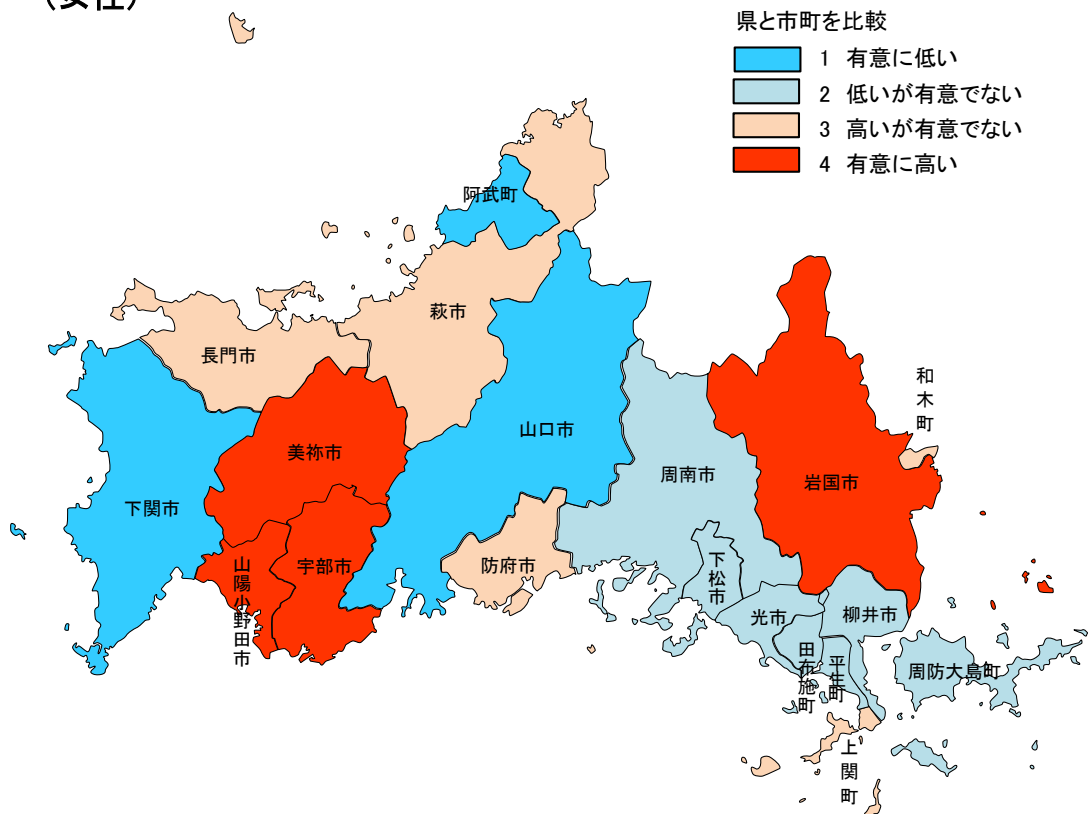 （女性）
県と市町を比較
1 有意に低い
2 低いが有意でない
3 高いが有意でない
4 有意に高い
阿武町
萩市
長門市
和木町
山口市
美祢市
周南市
岩国市
下関市
山陽小野田市
宇部市
防府市
下松市
光市
柳井市
田布施町
平生町
周防大島町
上関町